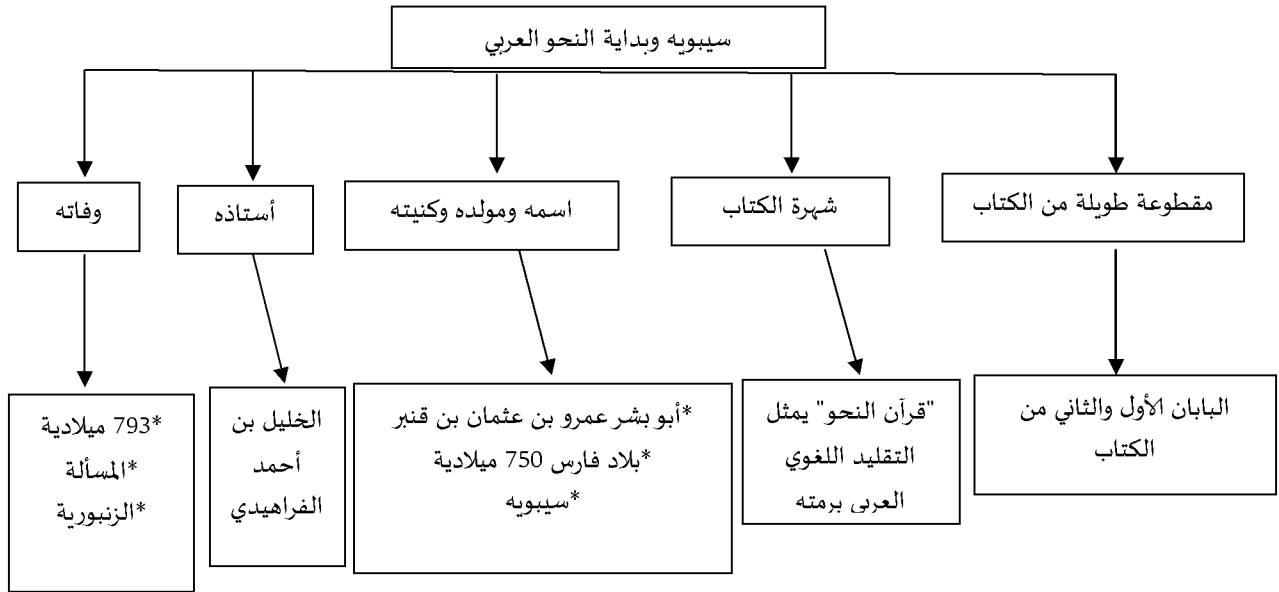 سيبويه وبداية النحو العربي
مقطوعة طويلة من الكتاب
شهرة الكتاب
اسمه ومولده وكنيته
أستاذه
وفاته
البابان الأول والثاني من
الكتاب
"قرآن النحو" يمثل
التقليد اللغوي
العربي برمته
*أبو بشر عمرو بن عثمان بن قنبر
*بلاد فارس 750 ميلادية
*سيبويه
الخليل بن
أحمد
الفراهيدي
*793 ميلادية
*المسألة
*الزنبورية